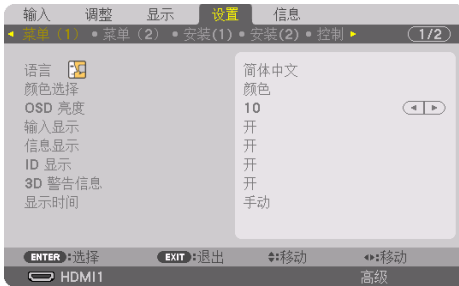 输入 调整 显示 设置 信息
菜单（1） • 菜单（2） • 安装(1) • 安装(2) • 控制 1/2
语言 简体中文
颜色选择 颜色
OSD 亮度 10
输入显示 开
信息显示 开
ID 显示 开
3D 警告信息 开
显示时间 手动
ENTER :选择 EXIT :退出 :移动 :移动
HDMI1 高级